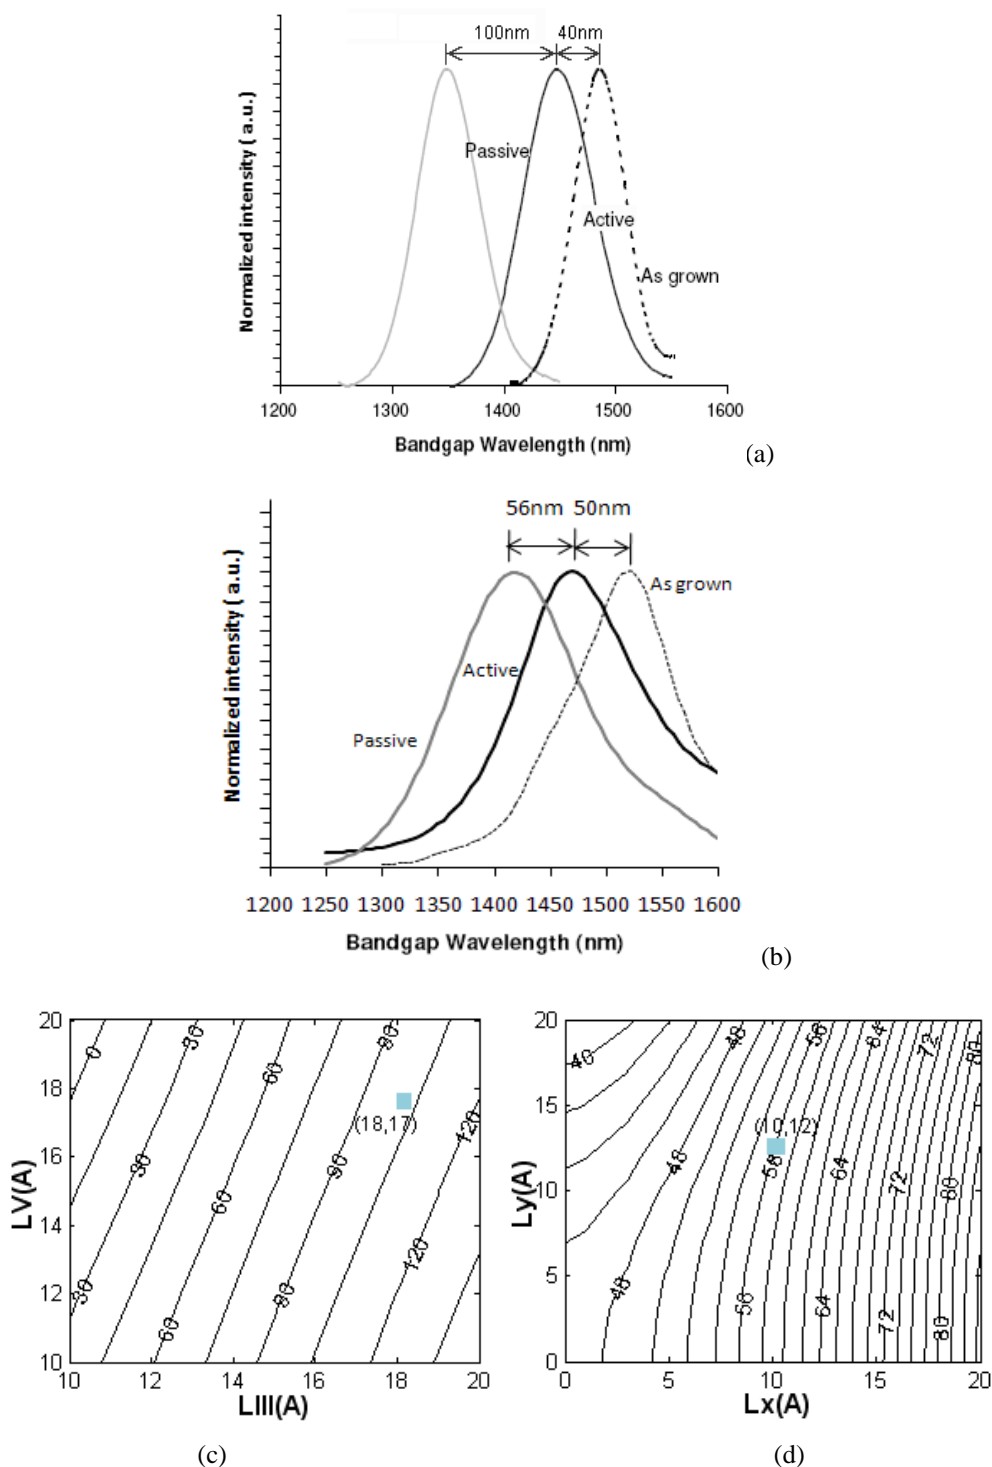 100nm 40nm
Normalized intensity ( a.u.)
Passive
Active
As grown
1200 1300 1400 1500 1600
Bandgap Wavelength (nm)
(a)
56nm 50nm
Normalized intensity ( a.u.)
As grown
Active
Passive
1200 1250 1300 1350 1400 1450 1500 1550 1600
Bandgap Wavelength (nm)
(b)
20
18
16
14
12
10
LV(A)
0 30 60 90
(18,17)
30 60 90 120
30 60 90 120
10 12 14 16 18 20
LIII(A)
(c)
20
15
10
5
0
Ly(A)
40 48 56 64 72 80
(10,12)
48 56 64 72 80
48 56 64 72 80
0 5 10 15 20
Lx(A)
(d)